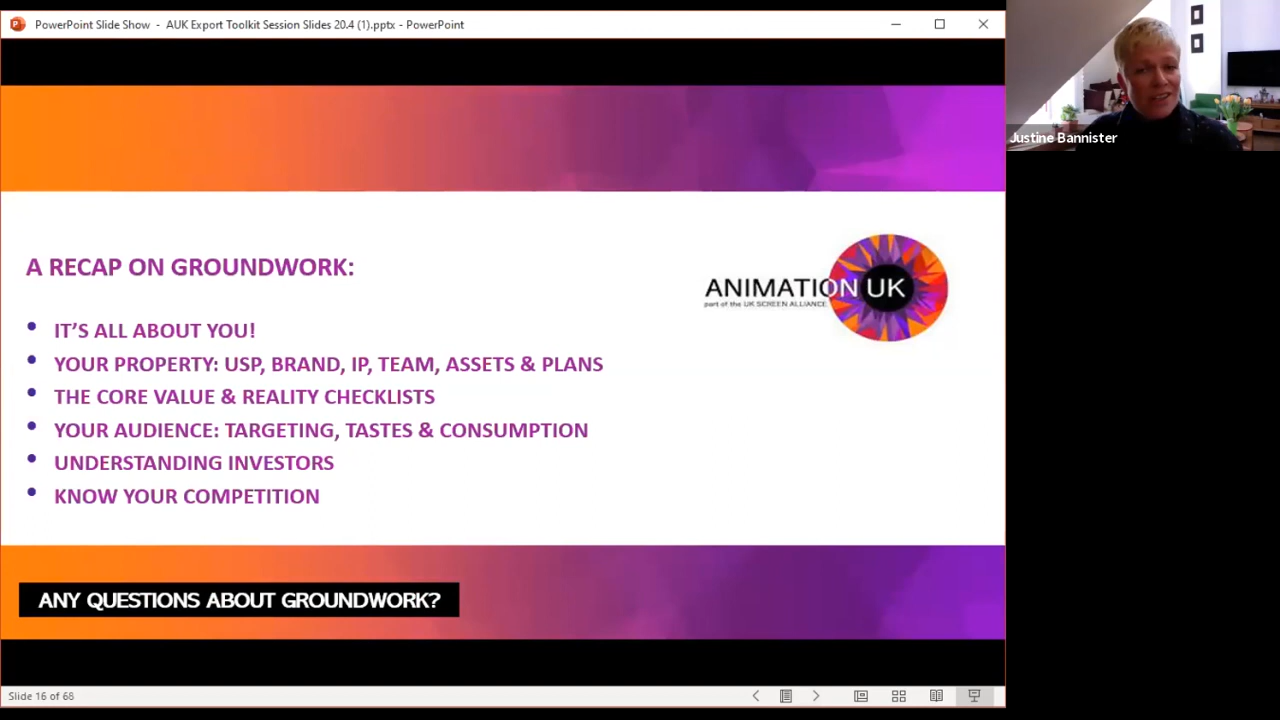 PowerPoint Slide Show - AUK Export Toolkit Session Slides 20.4 (1).pptx - PowerPoint
Justine Bannister
A RECAP ON GROUNDWORK:
ANIMATION UK
part of the UK SCREEN ALLIANCE
• IT’S ALL ABOUT YOU!
• YOUR PROPERTY: USP, BRAND, IP, TEAM, ASSETS & PLANS
• THE CORE VALUE & REALITY CHECKLISTS
• YOUR AUDIENCE: TARGETING, TASTES & CONSUMPTION
• UNDERSTANDING INVESTORS
• KNOW YOUR COMPETITION
ANY QUESTIONS ABOUT GROUNDWORK?
Slide 16 of 68